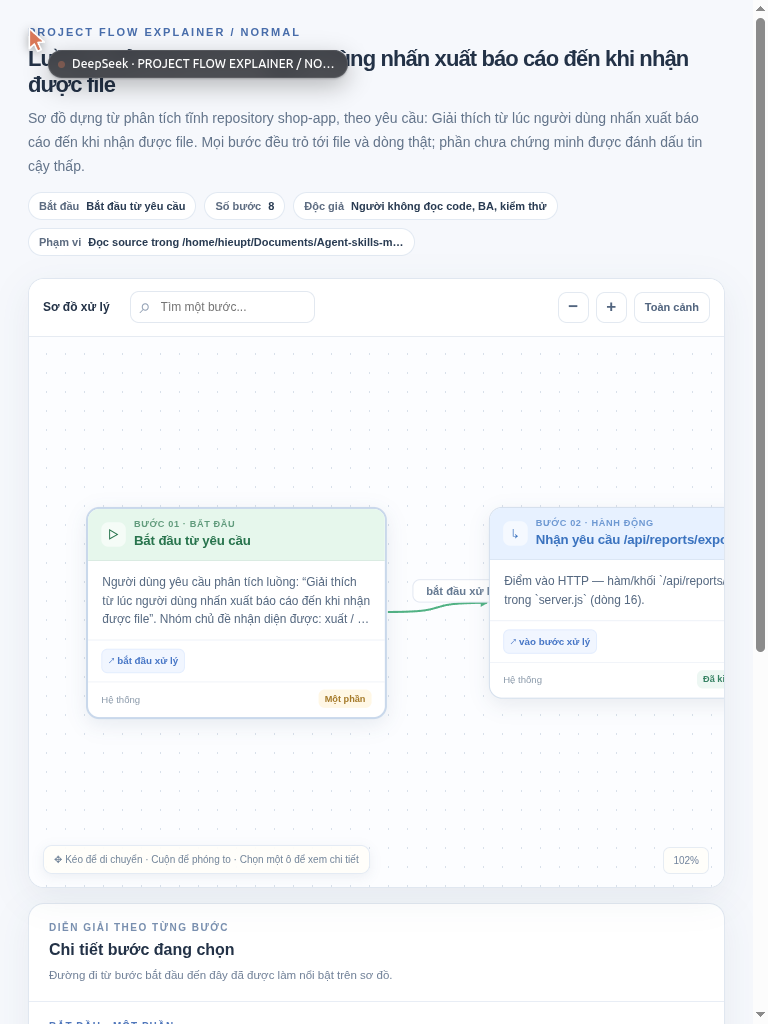 PROJECT FLOW EXPLAINER / NORMAL
DeepSeek · PROJECT FLOW EXPLAINER / NO…
nhấn xuất báo cáo đến khi nhận
được file
Sơ đồ dựng từ phân tích tĩnh repository shop-app, theo yêu cầu: Giải thích từ lúc người dùng nhấn xuất báo
cáo đến khi nhận được file. Mọi bước đều trỏ tới file và dòng thật; phần chưa chứng minh được đánh dấu tin
cậy thấp.
Bắt đầu Bắt đầu từ yêu cầu
Số bước 8
Độc giả Người không đọc code, BA, kiểm thử
Phạm vi Đọc source trong /home/hieupt/Documents/Agent-skills-m…
Sơ đồ xử lý
Tìm một bước...
− + Toàn cảnh
BƯỚC 01 · BẮT ĐẦU
Bắt đầu từ yêu cầu
Người dùng yêu cầu phân tích luồng: “Giải thích
từ lúc người dùng nhấn xuất báo cáo đến khi nhận
được file”. Nhóm chủ đề nhận diện được: xuất / …
↗ bắt đầu xử lý
Hệ thống
Một phần
bắt đầu xử l
BƯỚC 02 · HÀNH ĐỘNG
Nhận yêu cầu /api/reports/expo
Điểm vào HTTP — hàm/khối `/api/reports/
trong `server.js` (dòng 16).
↗ vào bước xử lý
Hệ thống
Đã ki
✥ Kéo để di chuyển · Cuộn để phóng to · Chọn một ô để xem chi tiết
102%
DIỄN GIẢI THEO TỪNG BƯỚC
Chi tiết bước đang chọn
Đường đi từ bước bắt đầu đến đây đã được làm nổi bật trên sơ đồ.